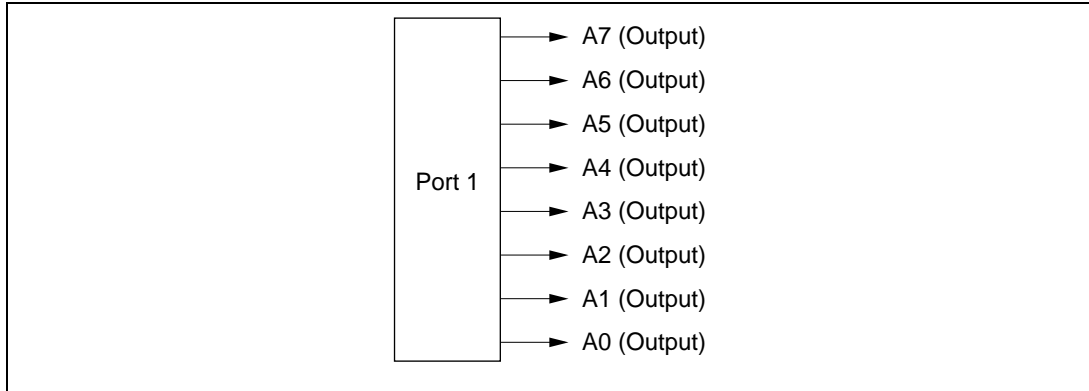 A7 (Output)
A6 (Output)
A5 (Output)
A4 (Output)
Port 1
A3 (Output)
A2 (Output)
A1 (Output)
A0 (Output)